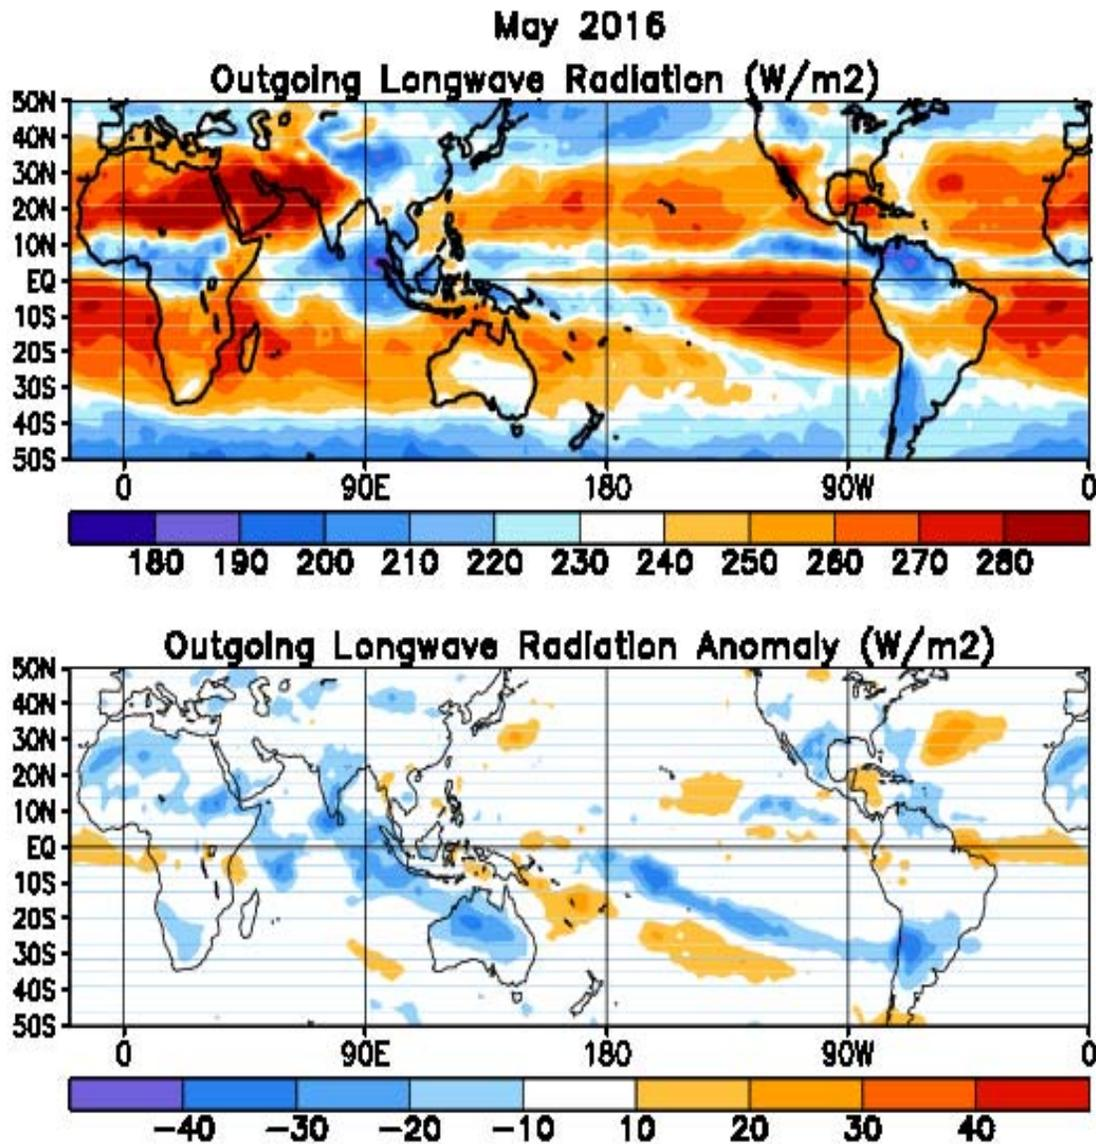 May 2016
Outgoing Longwave Radiation (W/m2)
50N
40N
30N
20N
10N
EQ
10S
20S
30S
40S
50S
0 90E 180 90W 0
180 190 200 210 220 230 240 250 260 270 280
Outgoing Longwave Radiation Anomaly (W/m2)
50N
40N
30N
20N
10N
EQ
10S
20S
30S
40S
50S
0 90E 180 90W 0
-40 -30 -20 -10 10 20 30 40